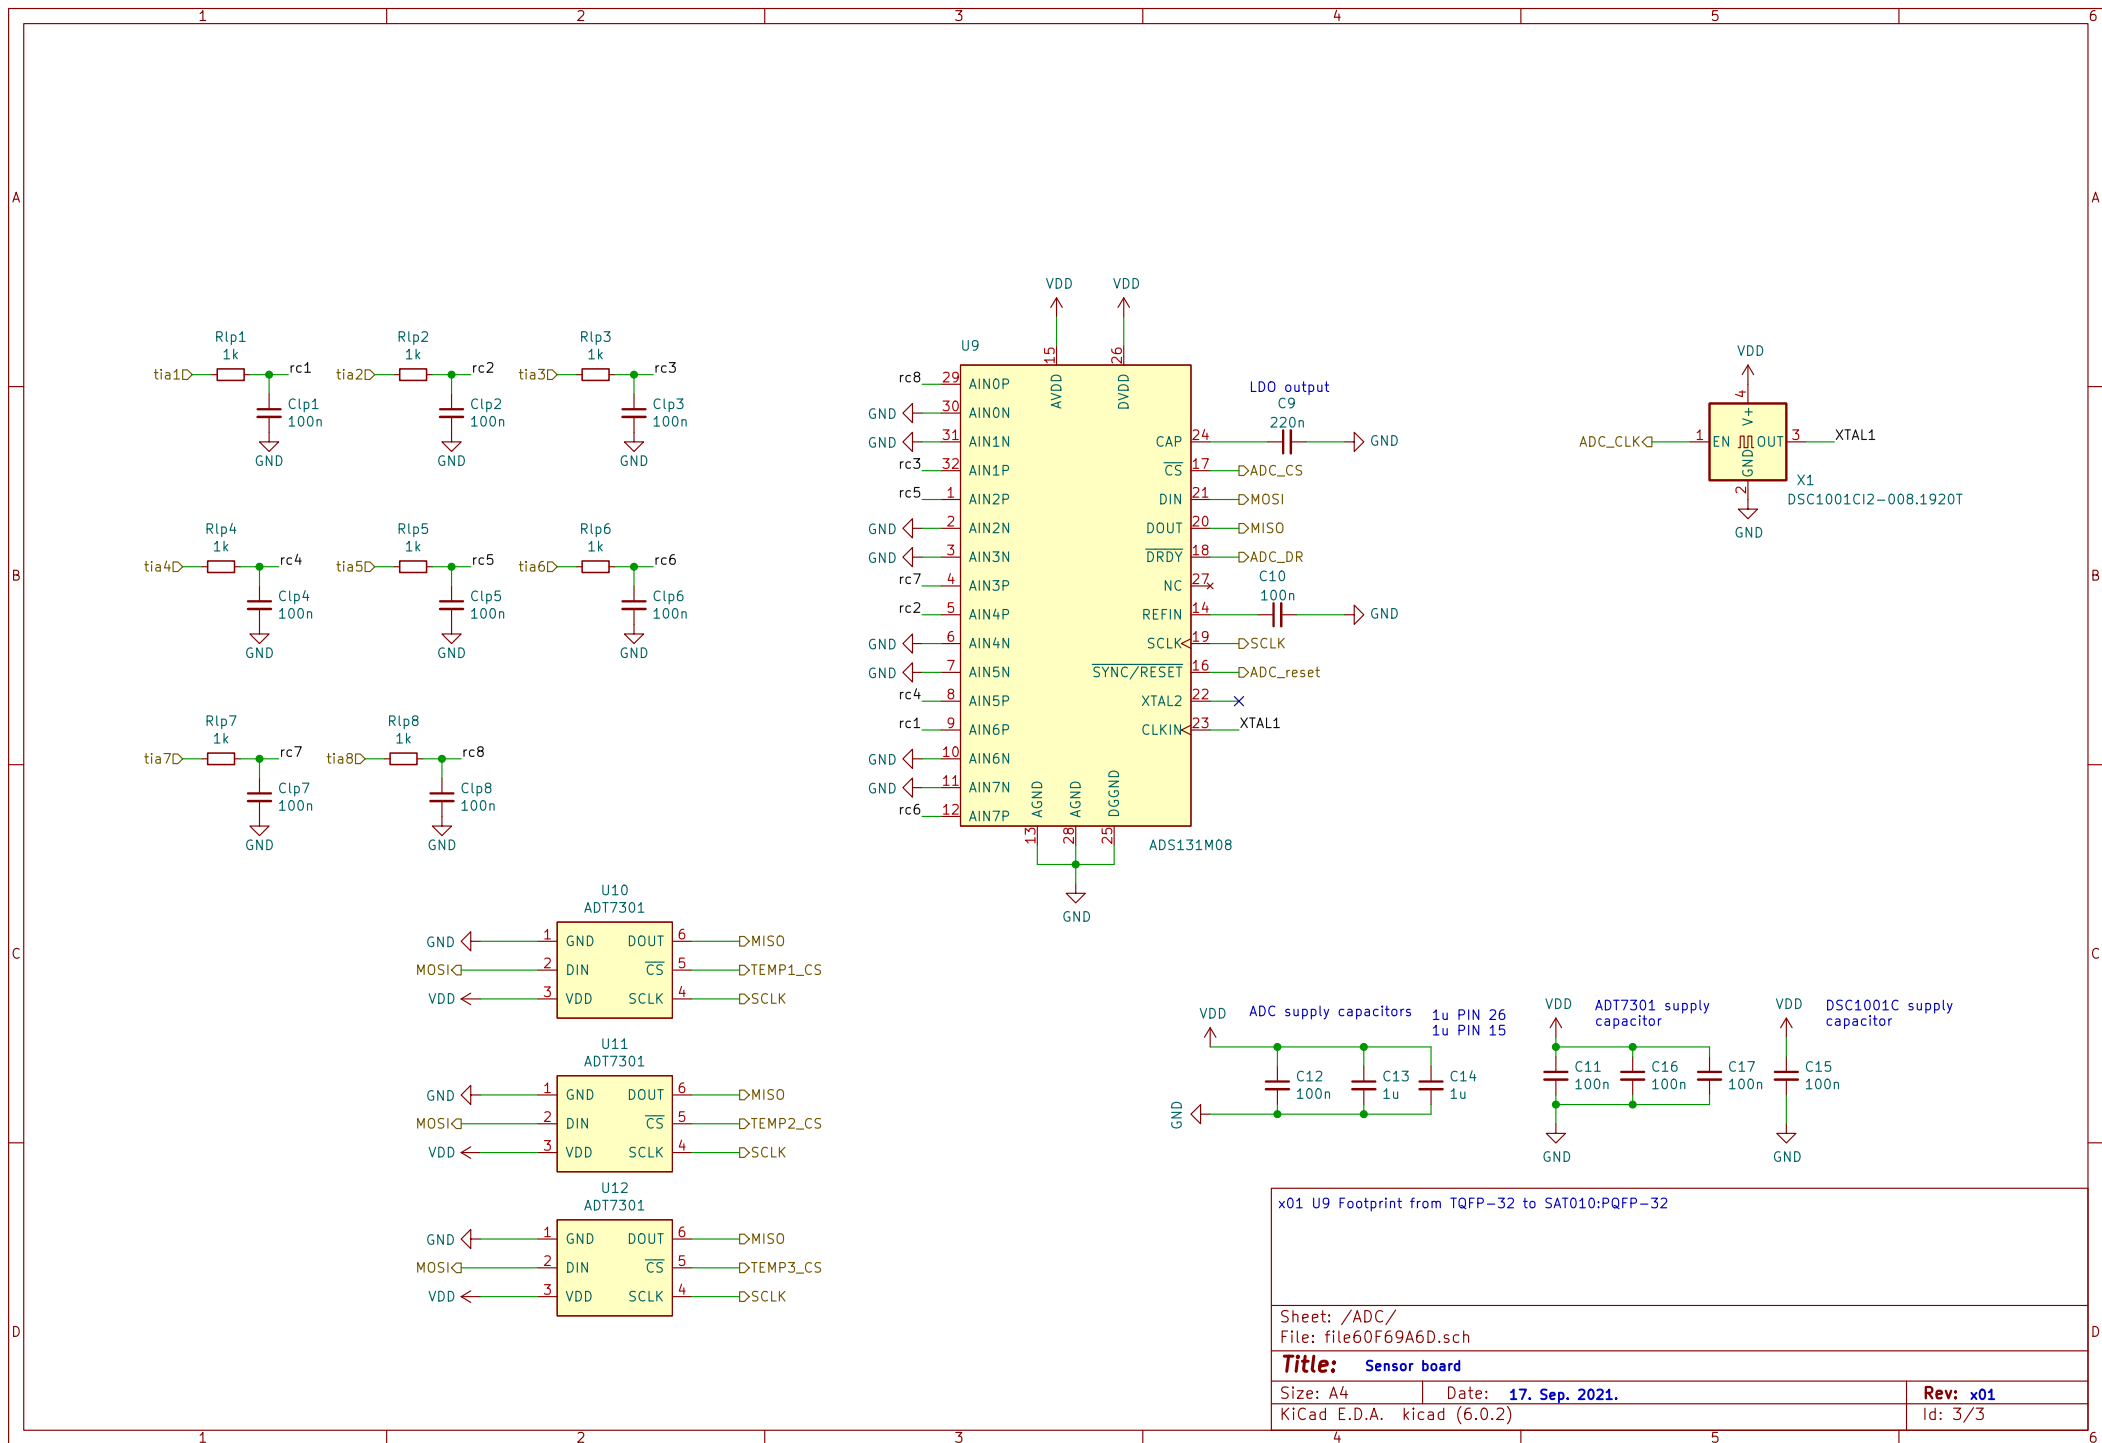 1 2 3 4 5 6
A A
B B
C C
D D
Rlp1
1k
tia1
rc1
Clp1
100n
GND
Rlp2
1k
tia2
rc2
Clp2
100n
GND
Rlp3
1k
tia3
rc3
Clp3
100n
GND
Rlp4
1k
tia4
rc4
Clp4
100n
GND
Rlp5
1k
tia5
rc5
Clp5
100n
GND
Rlp6
1k
tia6
rc6
Clp6
100n
GND
Rlp7
1k
tia7
rc7
Clp7
100n
GND
Rlp8
1k
tia8
rc8
Clp8
100n
GND
VDD VDD
U9
15 26
AVDD DVDD
rc8 29 AIN0P
GND 30 AIN0N
GND 31 AIN1N
rc3 32 AIN1P
rc5 1 AIN2P
GND 2 AIN2N
GND 3 AIN3N
rc7 4 AIN3P
rc2 5 AIN4P
GND 6 AIN4N
GND 7 AIN5N
rc4 8 AIN5P
rc1 9 AIN6P
GND 10 AIN6N
GND 11 AIN7N
rc6 12 AIN7P
LDO output
C9
220n
CAP 24 GND
CS 17 ADC_CS
DIN 21 MOSI
DOUT 20 MISO
DRDY 18 ADC_DR
NC 27
C10
100n
REFIN 14 GND
SCLK 19 SCLK
SYNC/RESET 16 ADC_reset
XTAL2 22
CLKIN 23 XTAL1
AGND AGND DGGND
13 28 25
ADS131M08
GND
VDD
4
V+
ADC_CLK 1 EN OUT 3 XTAL1
GND
2
X1
DSC1001CI2-008.1920T
GND
U10
ADT7301
GND 1 GND DOUT 6 MISO
MOSI 2 DIN CS 5 TEMP1_CS
VDD 3 VDD SCLK 4 SCLK
U11
ADT7301
GND 1 GND DOUT 6 MISO
MOSI 2 DIN CS 5 TEMP2_CS
VDD 3 VDD SCLK 4 SCLK
U12
ADT7301
GND 1 GND DOUT 6 MISO
MOSI 2 DIN CS 5 TEMP3_CS
VDD 3 VDD SCLK 4 SCLK
VDD
ADC supply capacitors
1u PIN 26
1u PIN 15
C12
100n
C13
1u
C14
1u
GND
VDD
ADT7301 supply
capacitor
C11
100n
C16
100n
C17
100n
GND
VDD
DSC1001C supply
capacitor
C15
100n
GND
x01 U9 Footprint from TQFP-32 to SAT010:PQFP-32
Sheet: /ADC/
File: file60F69A6D.sch
Title: Sensor board
Size: A4 Date: 17. Sep. 2021. Rev: x01
KiCad E.D.A. kicad (6.0.2) Id: 3/3
1 2 3 4 5 6